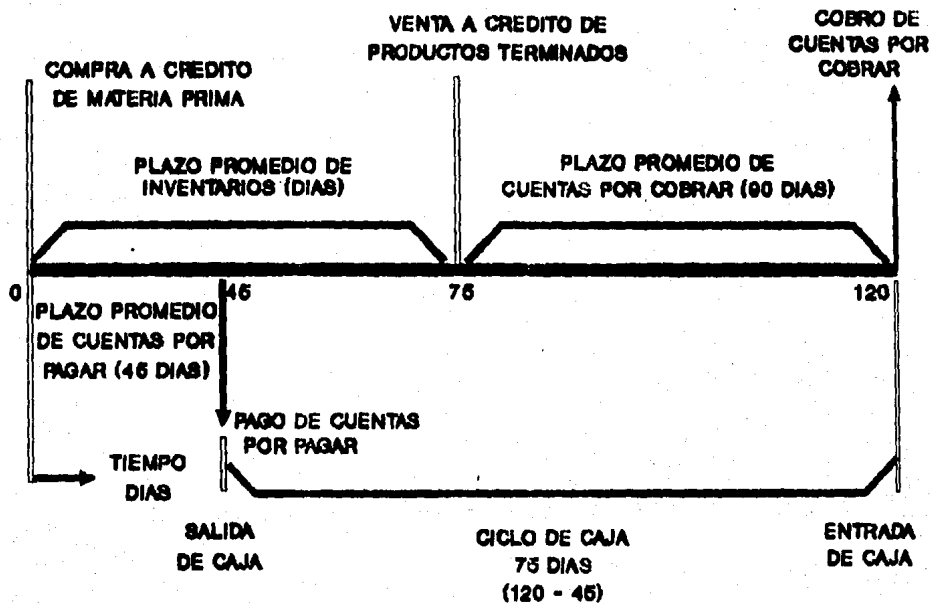 VENTA A CREDITO DE
PRODUCTOS TERMINADOS
COBRO DE
CUENTAS POR
COBRAR
COMPRA A CREDITO
DE MATERIA PRIMA
PLAZO PROMEDIO DE
INVENTARIOS (DIAS)
PLAZO PROMEDIO DE
CUENTAS POR COBRAR (90 DIAS)
0
45
75
120
PLAZO PROMEDIO
DE CUENTAS POR
PAGAR (45 DIAS)
PAGO DE CUENTAS
POR PAGAR
TIEMPO
DIAS
SALIDA
DE CAJA
CICLO DE CAJA
75 DIAS
(120 - 45)
ENTRADA
DE CAJA